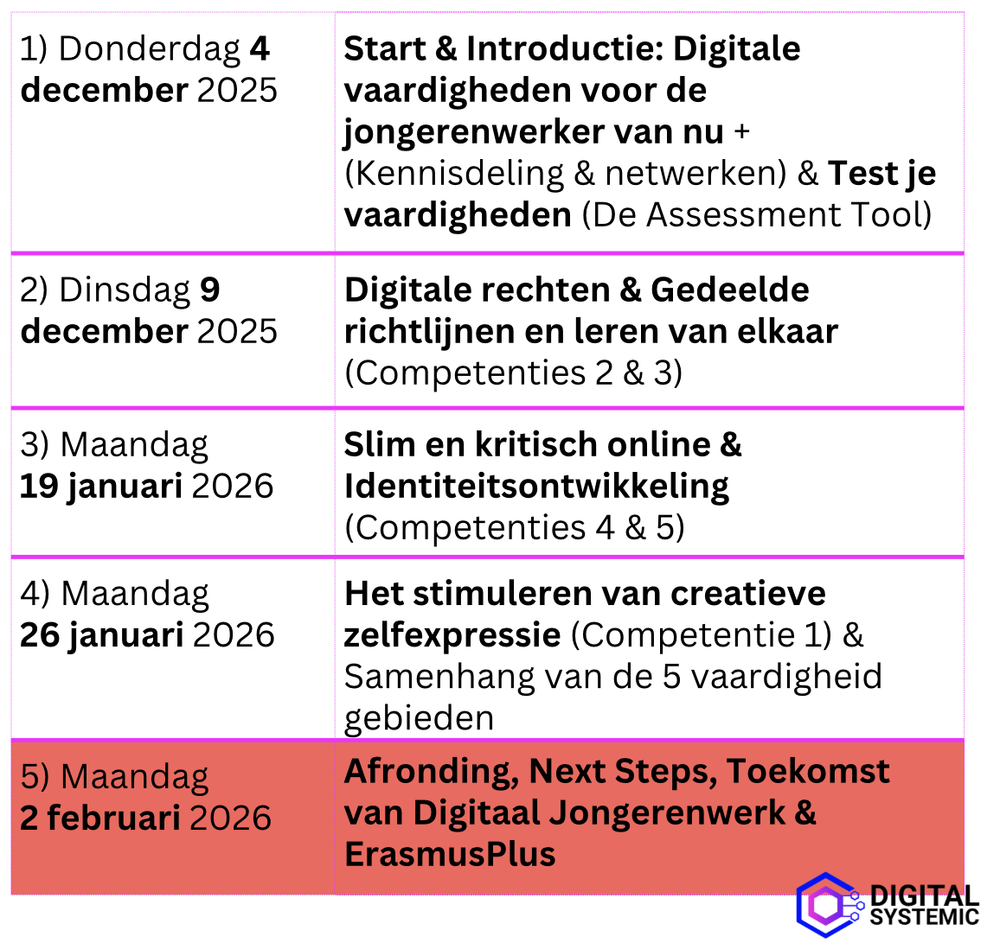 1) Donderdag 4
december 2025
Start & Introductie: Digitale
vaardigheden voor de
jongerenwerker van nu +
(Kennisdeling & netwerken) & Test je
vaardigheden (De Assessment Tool)
2) Dinsdag 9
december 2025
Digitale rechten & Gedeelde
richtlijnen en leren van elkaar
(Competenties 2 & 3)
3) Maandag
19 januari 2026
Slim en kritisch online &
Identiteitsontwikkeling
(Competenties 4 & 5)
4) Maandag
26 januari 2026
Het stimuleren van creatieve
zelfexpressie (Competentie 1) &
Samenhang van de 5 vaardigheid
gebieden
5) Maandag
2 februari 2026
Afronding, Next Steps, Toekomst
van Digitaal Jongerenwerk &
ErasmusPlus
DIGITAL
SYSTEMIC